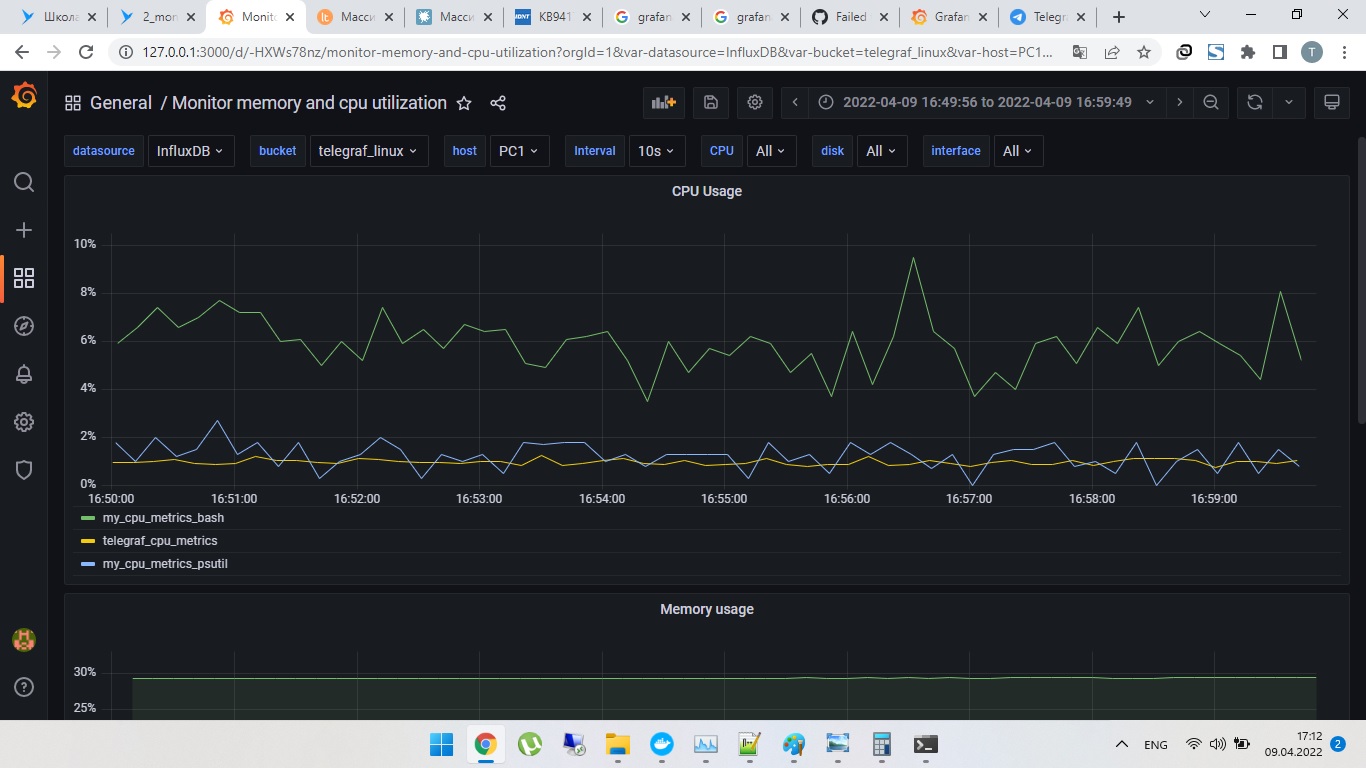 Школа
2_mon
Monito
Масси
Масси
KB941
grafan
grafan
Failed
Grafan
Telegr
127.0.0.1:3000/d/-HXWs78nz/monitor-memory-and-cpu-utilization?orgId=1&var-datasource=InfluxDB&var-bucket=telegraf_linux&var-host=PC1...
T
General / Monitor memory and cpu utilization
2022-04-09 16:49:56 to 2022-04-09 16:59:49
datasource InfluxDB bucket telegraf_linux host PC1 Interval 10s CPU All disk All interface All
CPU Usage
10%
8%
6%
4%
2%
0%
16:50:00 16:51:00 16:52:00 16:53:00 16:54:00 16:55:00 16:56:00 16:57:00 16:58:00 16:59:00
my_cpu_metrics_bash
telegraf_cpu_metrics
my_cpu_metrics_psutil
Memory usage
30%
25%
ENG
17:12
09.04.2022
2